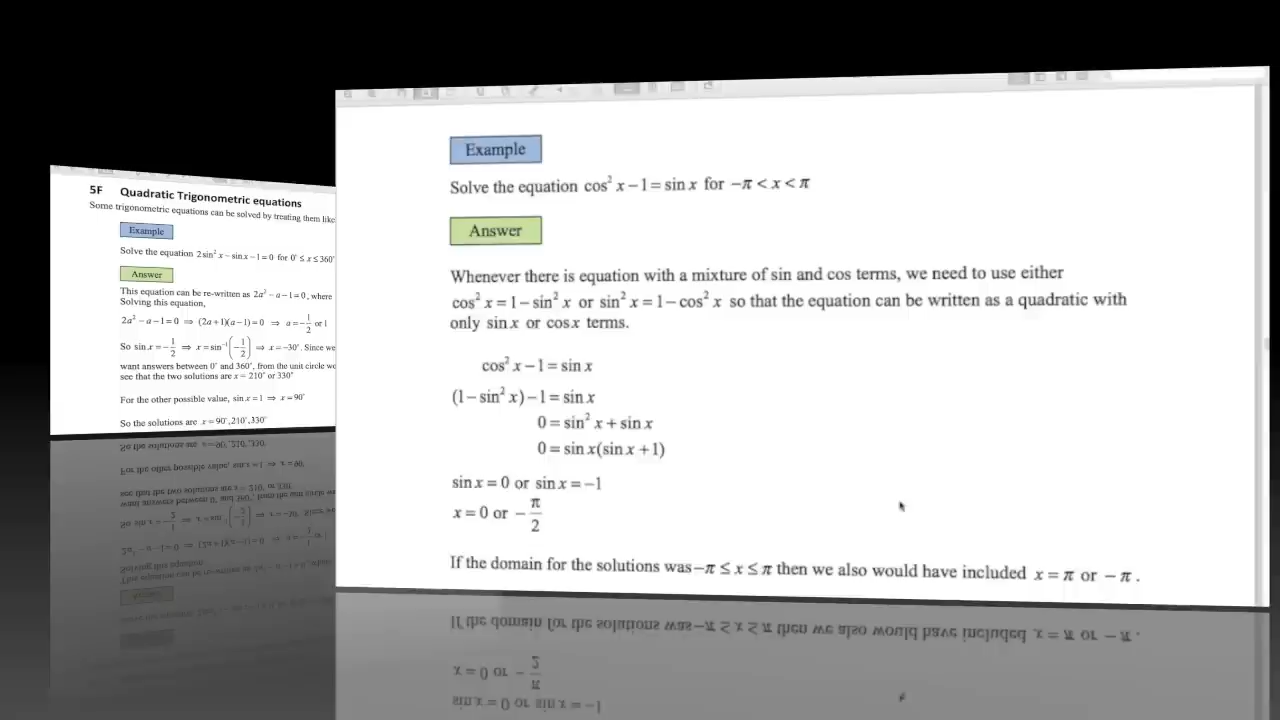 5F Quadratic Trigonometric equations
Some trigonometric equations can be solved by treating them like
Example
Solve the equation 2sin² x − sin x − 1 = 0 for 0° ≤ x ≤ 360°
Answer
This equation can be re-written as 2a² − a − 1 = 0, where
Solving this equation,
2a² − a − 1 = 0 ⇒ (2a + 1)(a − 1) = 0 ⇒ a = −1/2 or 1
So sin x = −1/2 ⇒ x = sin⁻¹(−1/2) ⇒ x = −30°. Since we
want answers between 0° and 360°, from the unit circle we
see that the two solutions are x = 210° or 330°
For the other possible value, sin x = 1 ⇒ x = 90°
So the solutions are x = 90°, 210°, 330°
Example
Solve the equation cos² x − 1 = sin x for −π < x < π
Answer
Whenever there is equation with a mixture of sin and cos terms, we need to use either
cos² x = 1 − sin² x or sin² x = 1 − cos² x so that the equation can be written as a quadratic with
only sin x or cos x terms.
cos² x − 1 = sin x
(1 − sin² x) − 1 = sin x
0 = sin² x + sin x
0 = sin x(sin x + 1)
sin x = 0 or sin x = −1
x = 0 or −π/2
If the domain for the solutions was −π ≤ x ≤ π then we also would have included x = π or −π.